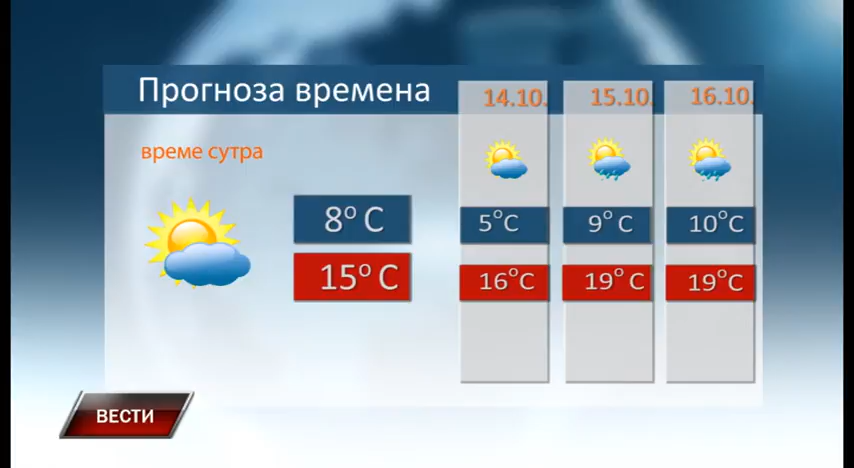 Прогноза времена
14.10. 15.10. 16.10.
време сутра
8° C
15° C
5°C 9° C 10°C
16°C 19° C 19°C
ВЕСТИ